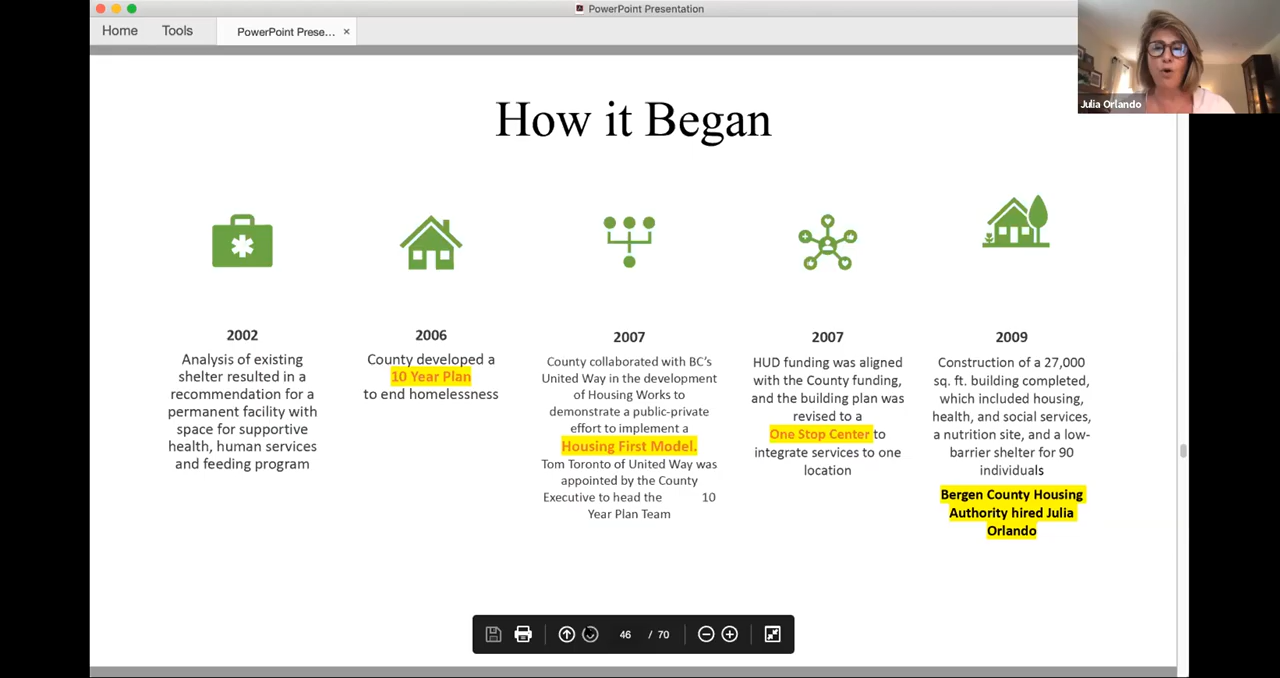 PowerPoint Presentation
Home
Tools
PowerPoint Prese... ×
Julia Orlando
How it Began
2002
Analysis of existing
shelter resulted in a
recommendation for a
permanent facility with
space for supportive
health, human services
and feeding program
2006
County developed a
10 Year Plan
to end homelessness
2007
County collaborated with BC's
United Way in the development
of Housing Works to
demonstrate a public-private
effort to implement a
Housing First Model.
Tom Toronto of United Way was
appointed by the County
Executive to head the 10
Year Plan Team
2007
HUD funding was aligned
with the County funding,
and the building plan was
revised to a
One Stop Center to
integrate services to one
location
2009
Construction of a 27,000
sq. ft. building completed,
which included housing,
health, and social services,
a nutrition site, and a low-
barrier shelter for 90
individuals
Bergen County Housing
Authority hired Julia
Orlando
46 / 70